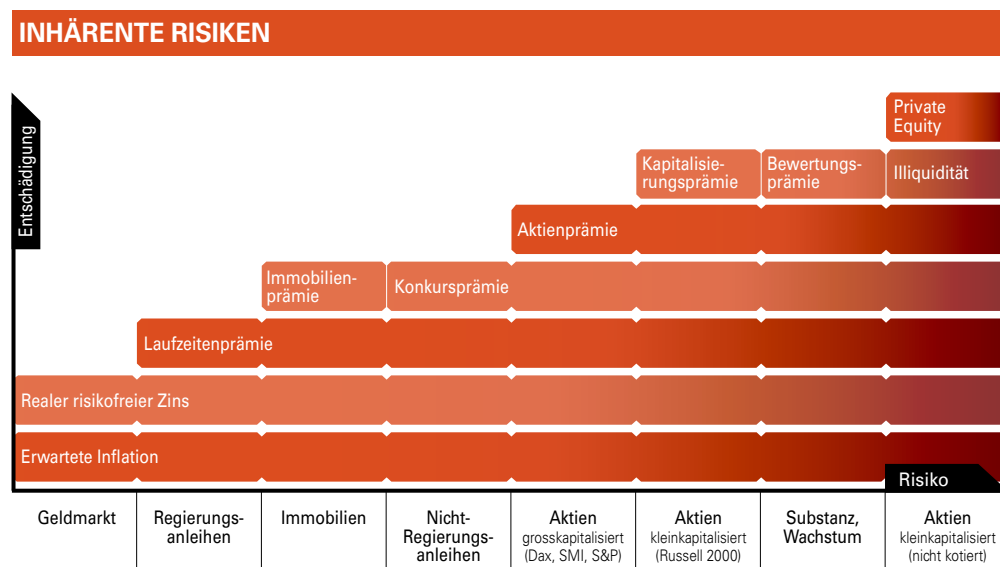 INHÄRENTE RISIKEN
Entschädigung
Private
Equity
Kapitalisie-
rungsprämie
Bewertungs-
prämie
Illiquidität
Aktienprämie
Immobilien-
prämie
Konkursprämie
Laufzeitenprämie
Realer risikofreier Zins
Erwartete Inflation
Risiko
Geldmarkt
Regierungs-
anleihen
Immobilien
Nicht-
Regierungs-
anleihen
Aktien
grosskapitalisiert
(Dax, SMI, S&P)
Aktien
kleinkapitalisiert
(Russell 2000)
Substanz,
Wachstum
Aktien
kleinkapitalisiert
(nicht kotiert)